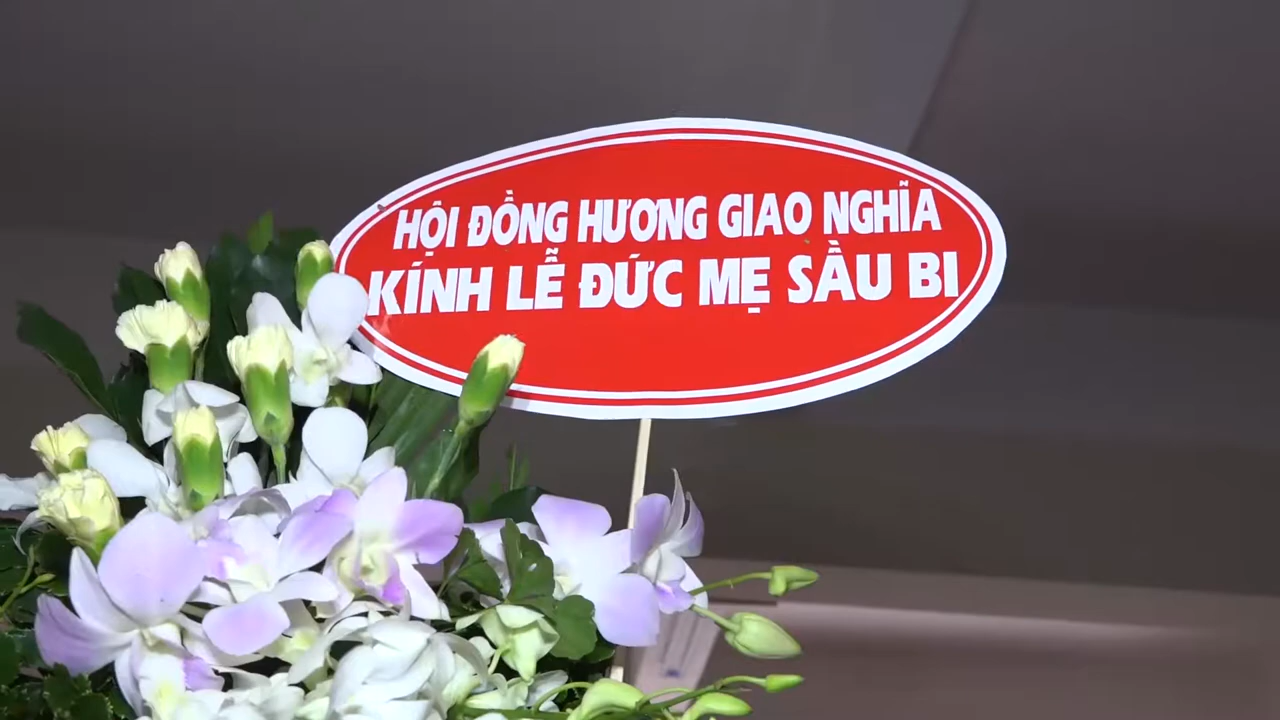 HỘI ĐỒNG HƯƠNG GIAO NGHĨA
KÍNH LỄ ĐỨC MẸ SẦU BI